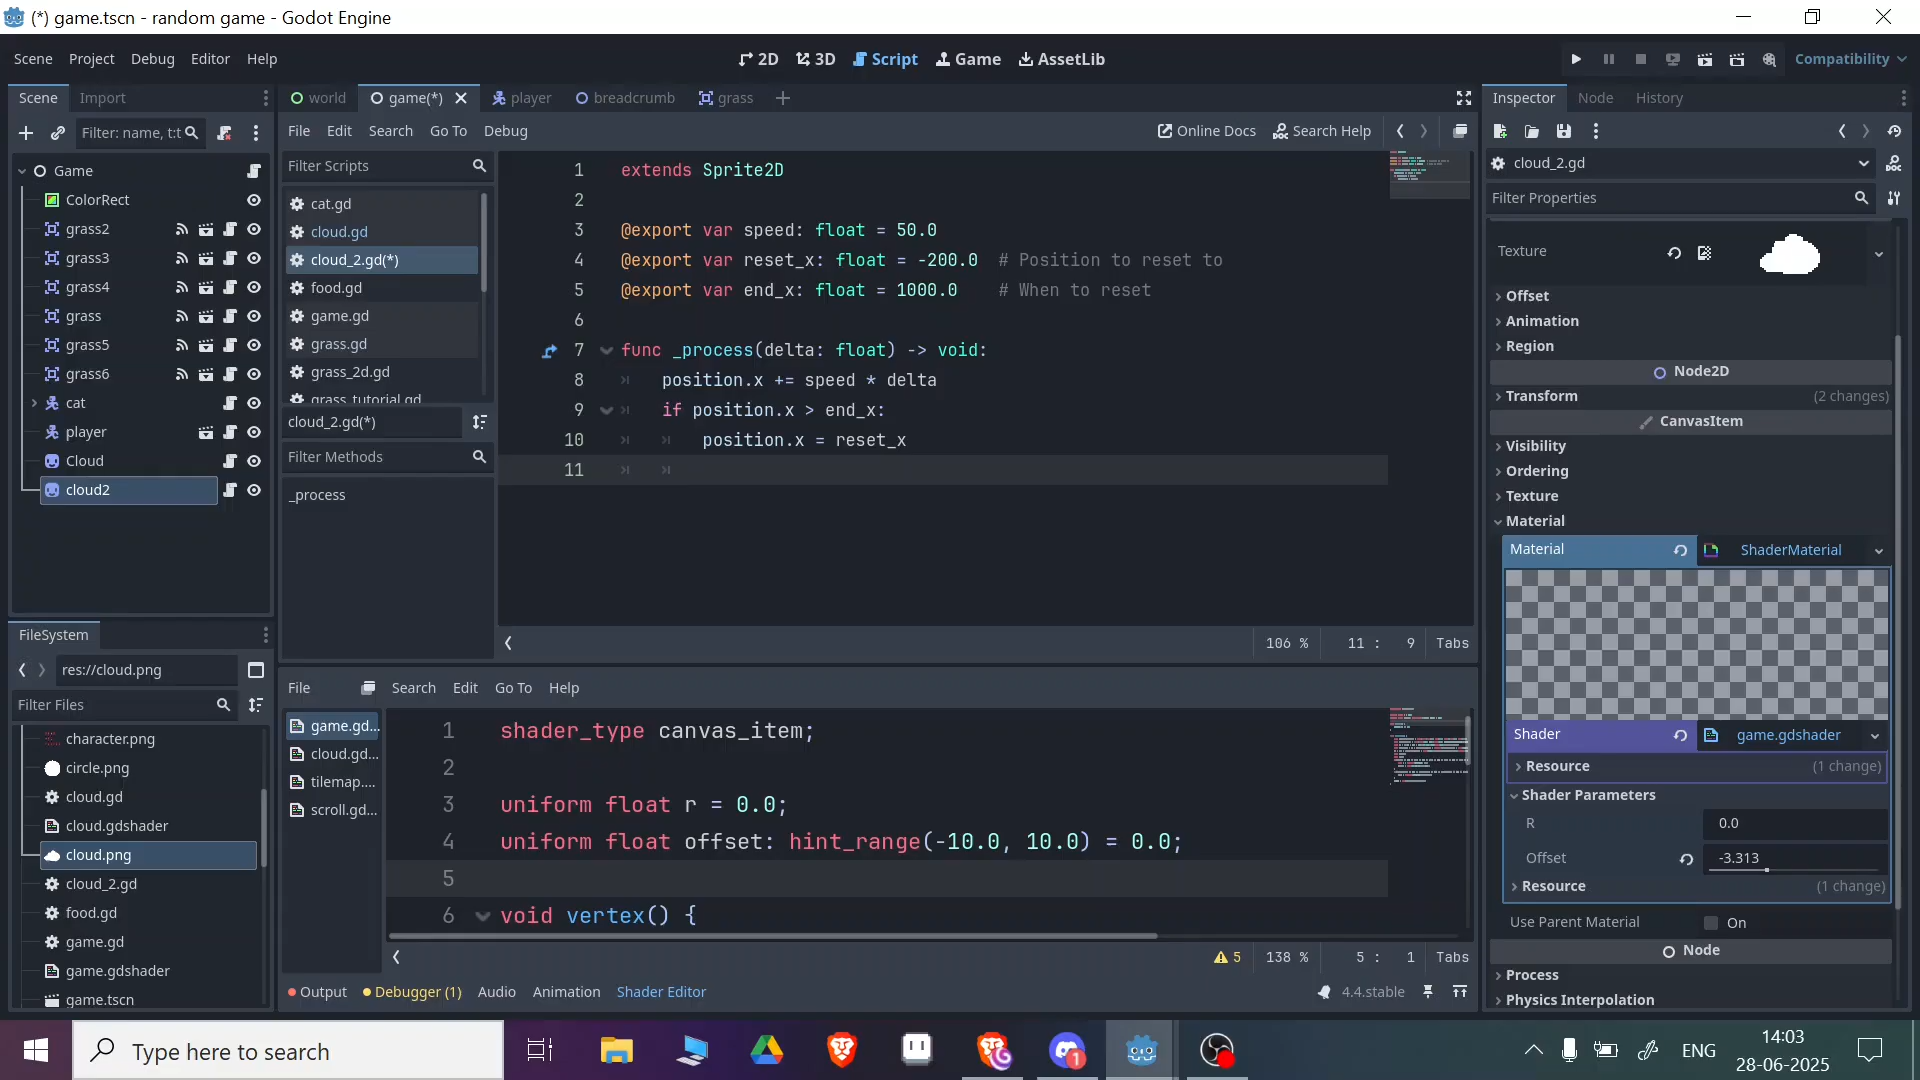 (*) game.tscn - random game - Godot Engine
Scene Project Debug Editor Help
2D 3D Script Game AssetLib
Compatibility
Scene Import
world game(*) player breadcrumb grass
Inspector Node History
Filter: name, t:t
File Edit Search Go To Debug
Online Docs Search Help
Game
ColorRect
grass2
grass3
grass4
grass
grass5
grass6
cat
player
Cloud
cloud2
Filter Scripts
cat.gd
cloud.gd
cloud_2.gd(*)
food.gd
game.gd
grass.gd
grass_2d.gd
grass_tutorial.gd
cloud_2.gd(*)
Filter Methods
_process
1 extends Sprite2D
2
3 @export var speed: float = 50.0
4 @export var reset_x: float = -200.0  # Position to reset to
5 @export var end_x: float = 1000.0    # When to reset
6
7 func _process(delta: float) -> void:
8 position.x += speed * delta
9 if position.x > end_x:
10 position.x = reset_x
11
106 % 11 : 9 Tabs
FileSystem
res://cloud.png
Filter Files
character.png
circle.png
cloud.gd
cloud.gdshader
cloud.png
cloud_2.gd
food.gd
game.gd
game.gdshader
game.tscn
File Search Edit Go To Help
game.gd...
cloud.gd...
tilemap....
scroll.gd...
1 shader_type canvas_item;
2
3 uniform float r = 0.0;
4 uniform float offset: hint_range(-10.0, 10.0) = 0.0;
5
6 void vertex() {
5 138 % 5 : 1 Tabs
Output Debugger (1) Audio Animation Shader Editor
4.4.stable
cloud_2.gd
Filter Properties
Texture
Offset
Animation
Region
Node2D
Transform (2 changes)
CanvasItem
Visibility
Ordering
Texture
Material
Material ShaderMaterial
Shader game.gdshader
Resource (1 change)
Shader Parameters
R 0.0
Offset -3.313
Resource (1 change)
Use Parent Material On
Node
Process
Physics Interpolation
Type here to search
1
ENG
14:03
28-06-2025